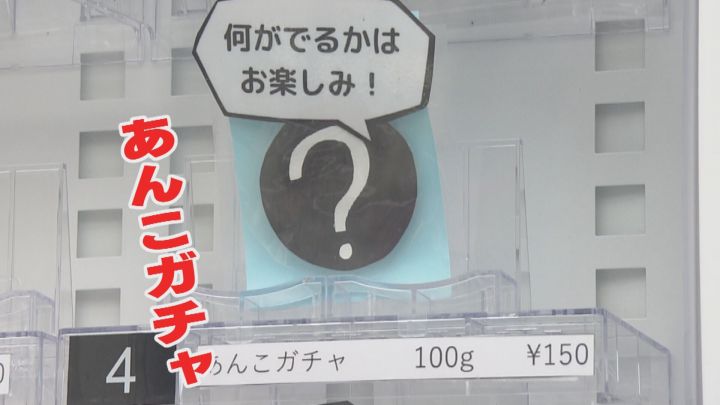 何がでるかは
お楽しみ！
?
あんこガチャ
4
あんこガチャ 100g ¥150